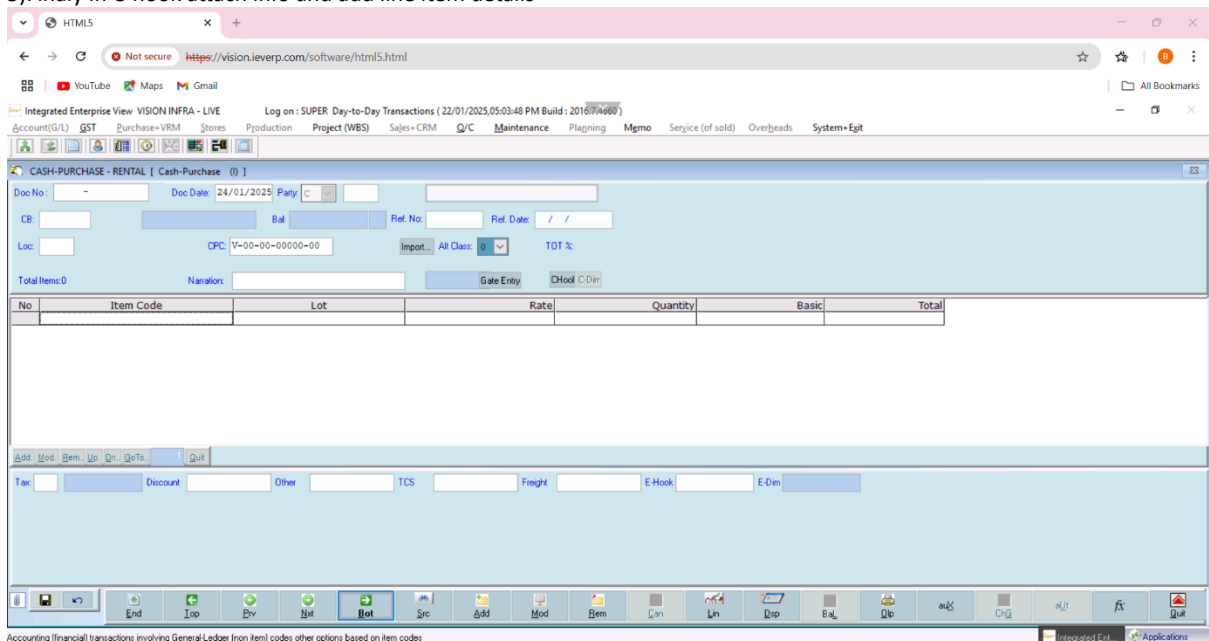 HTML5
Not secure https://vision.ieverp.com/software/html5.html
B
YouTube Maps Gmail All Bookmarks
Integrated Enterprise View VISION INFRA - LIVE Log on : SUPER Day-to-Day Transactions ( 22/01/2025,05:03:48 PM Build : 2016.7.4660 )
Account(G/L) GST Purchase+VRM Stores Production Project (WBS) Sales+CRM Q/C Maintenance Planning Memo Service (of sold) Overheads System+Exit
CASH-PURCHASE - RENTAL [ Cash-Purchase (I) ]
Doc No : - Doc Date: 24/01/2025 Party: C
CB: Bal: Ref. No: Ref. Date: / /
Loc: CPC: V-00-00-00000-00 Import... Alt Class: 0 TOT %:
Total Items:0 Narration: Gate Entry CHool C-Dim
No Item Code Lot Rate Quantity Basic Total
Add. Mod. Rem.. Up. Dn.. GoTo.. 1 Quit
Tax: Discount Other TCS Freight E-Hook E-Dim
End Top Prv Nxt Bot Src Add Mod Rem Can Lin Dsp BaL Qlp auX ChG aUt fx Quit
Accounting (financial) transactions involving General-Ledger (non item) codes other options based on item codes Integrated Ent... Applications